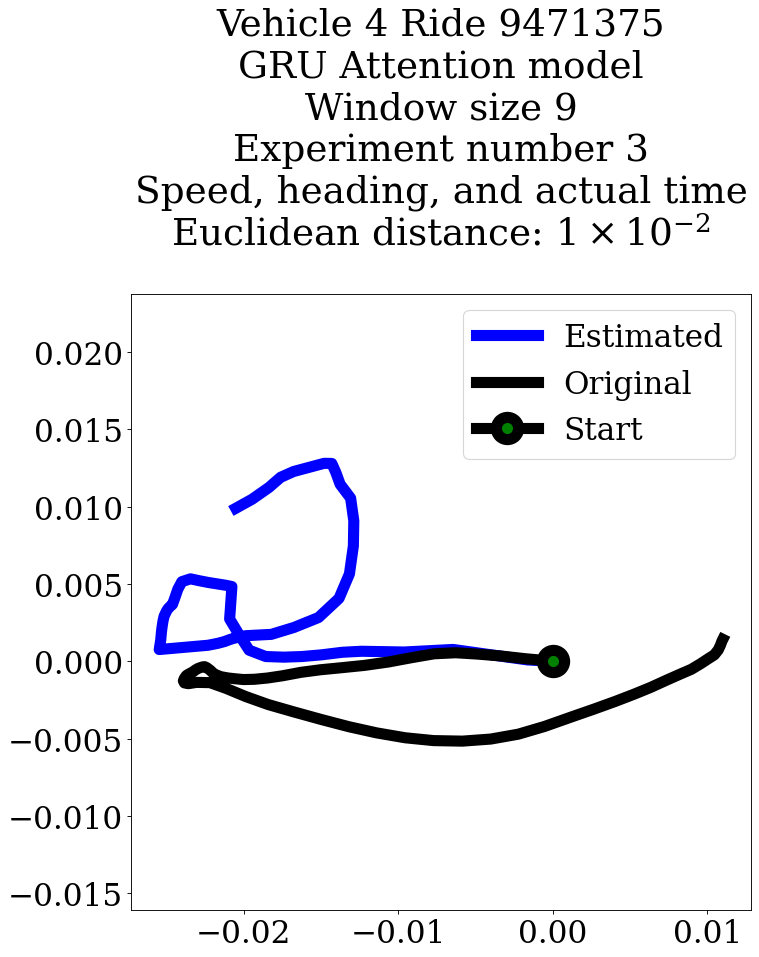 Vehicle 4 Ride 9471375
GRU Attention model
Window size 9
Experiment number 3
Speed, heading, and actual time
Euclidean distance: 1 × 10⁻²
Estimated
Original
Start
0.020
0.015
0.010
0.005
0.000
−0.005
−0.010
−0.015
−0.02 −0.01 0.00 0.01